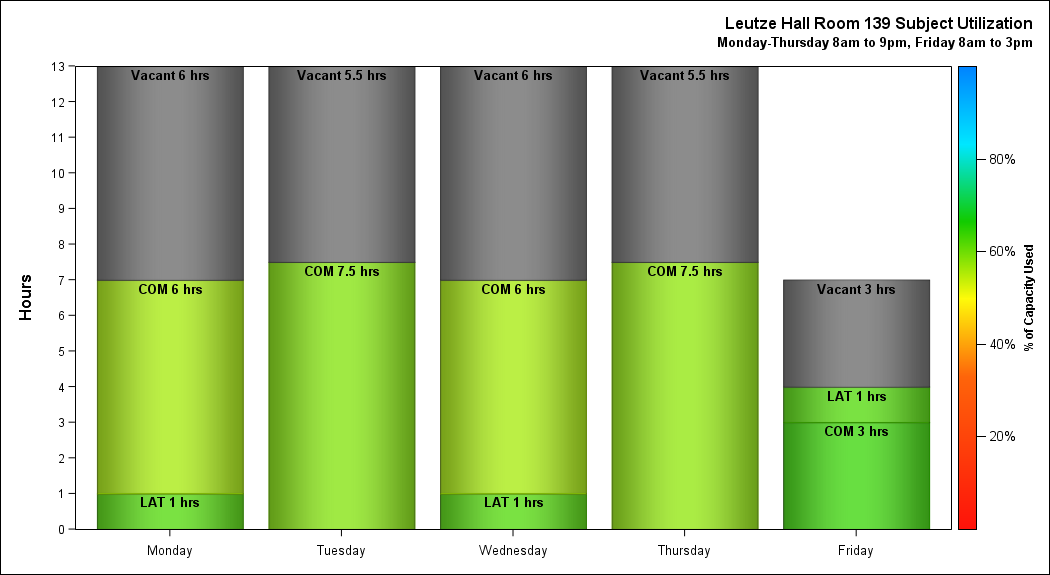 Leutze Hall Room 139 Subject Utilization
Monday-Thursday 8am to 9pm, Friday 8am to 3pm
Hours
13
12
11
10
9
8
7
6
5
4
3
2
1
0
Vacant 6 hrs
COM 6 hrs
LAT 1 hrs
Vacant 5.5 hrs
COM 7.5 hrs
Vacant 6 hrs
COM 6 hrs
LAT 1 hrs
Vacant 5.5 hrs
COM 7.5 hrs
Vacant 3 hrs
LAT 1 hrs
COM 3 hrs
Monday
Tuesday
Wednesday
Thursday
Friday
80%
60%
40%
20%
% of Capacity Used